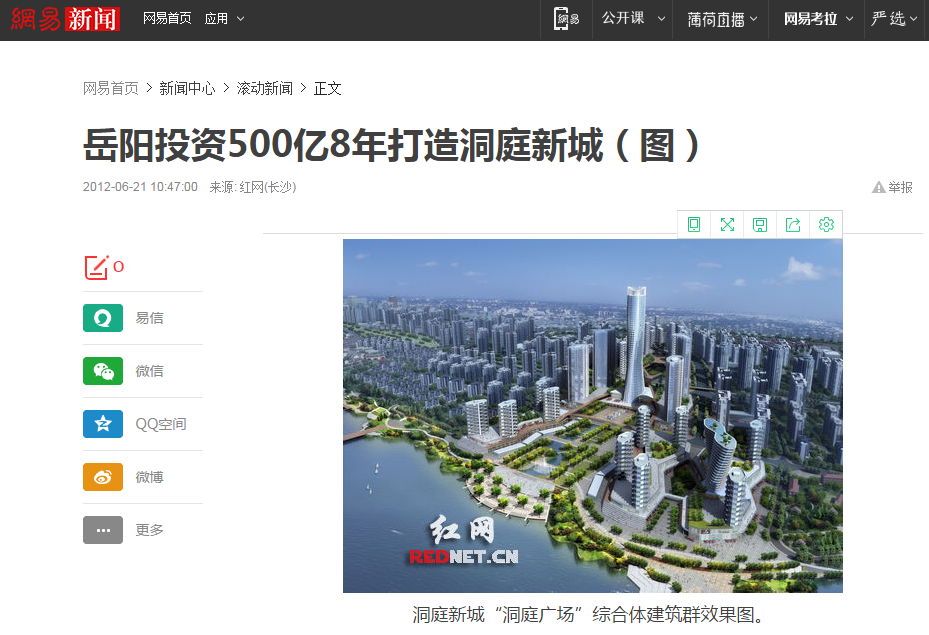 網易新闻 网易首页 应用 網易 公开课 薄荷直播 网易考拉 严选
网易首页 > 新闻中心 > 滚动新闻 > 正文
岳阳投资500亿8年打造洞庭新城（图）
2012-06-21 10:47:00 来源: 红网(长沙) 举报
0
易信
微信
QQ空间
微博
更多
红网
REDNET.CN
洞庭新城“洞庭广场”综合体建筑群效果图。